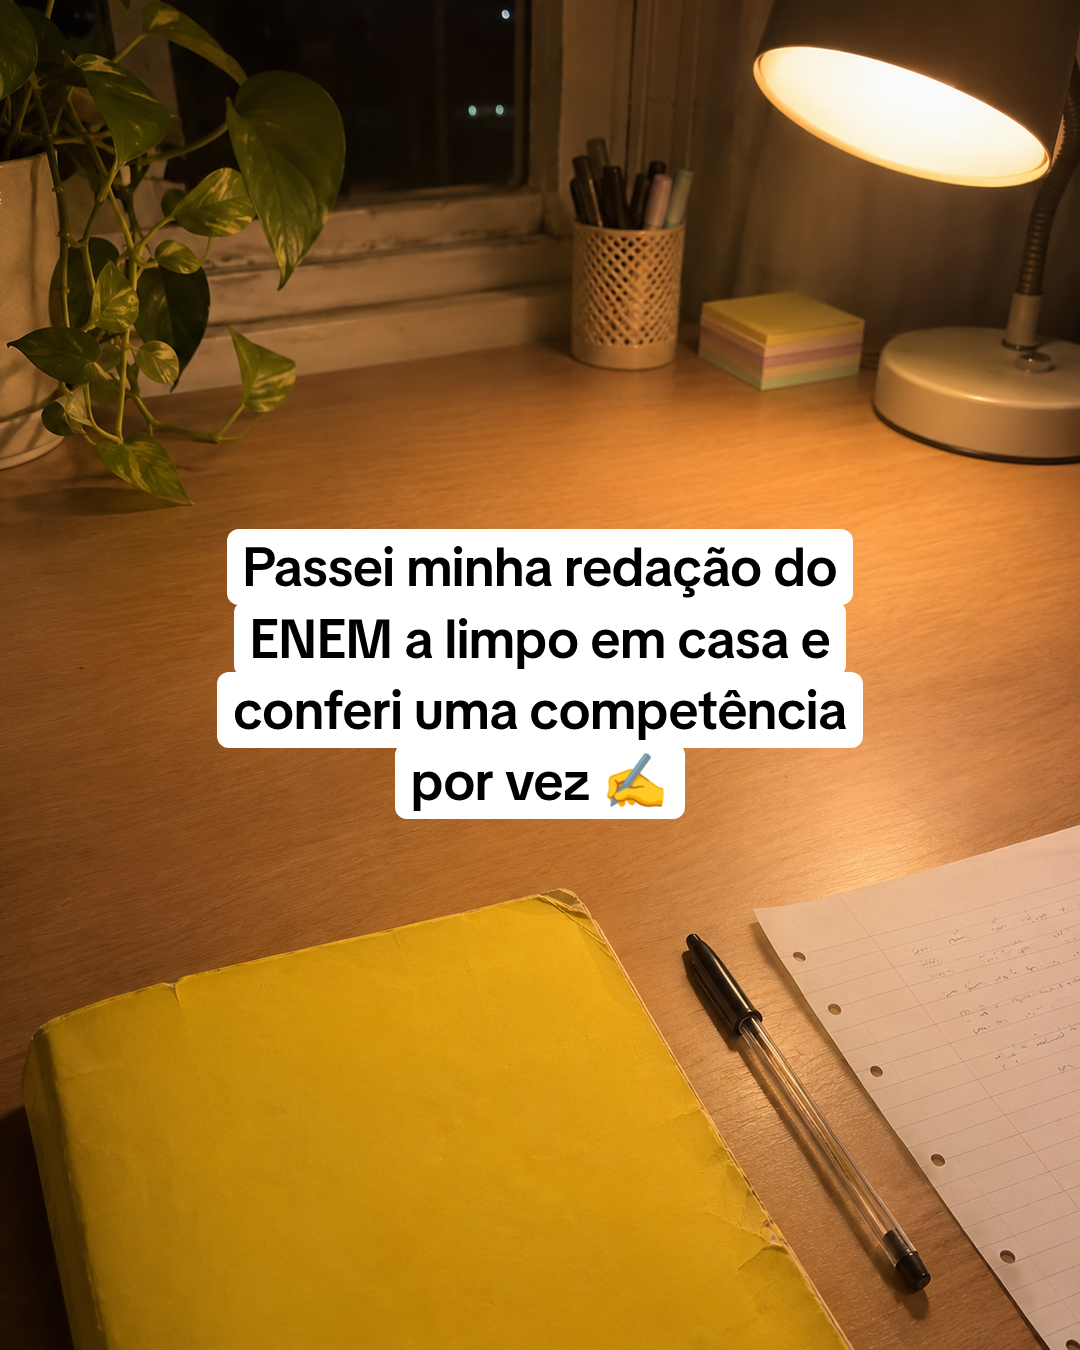 Passei minha redação do
ENEM a limpo em casa e
conferi uma competência
por vez ✍️